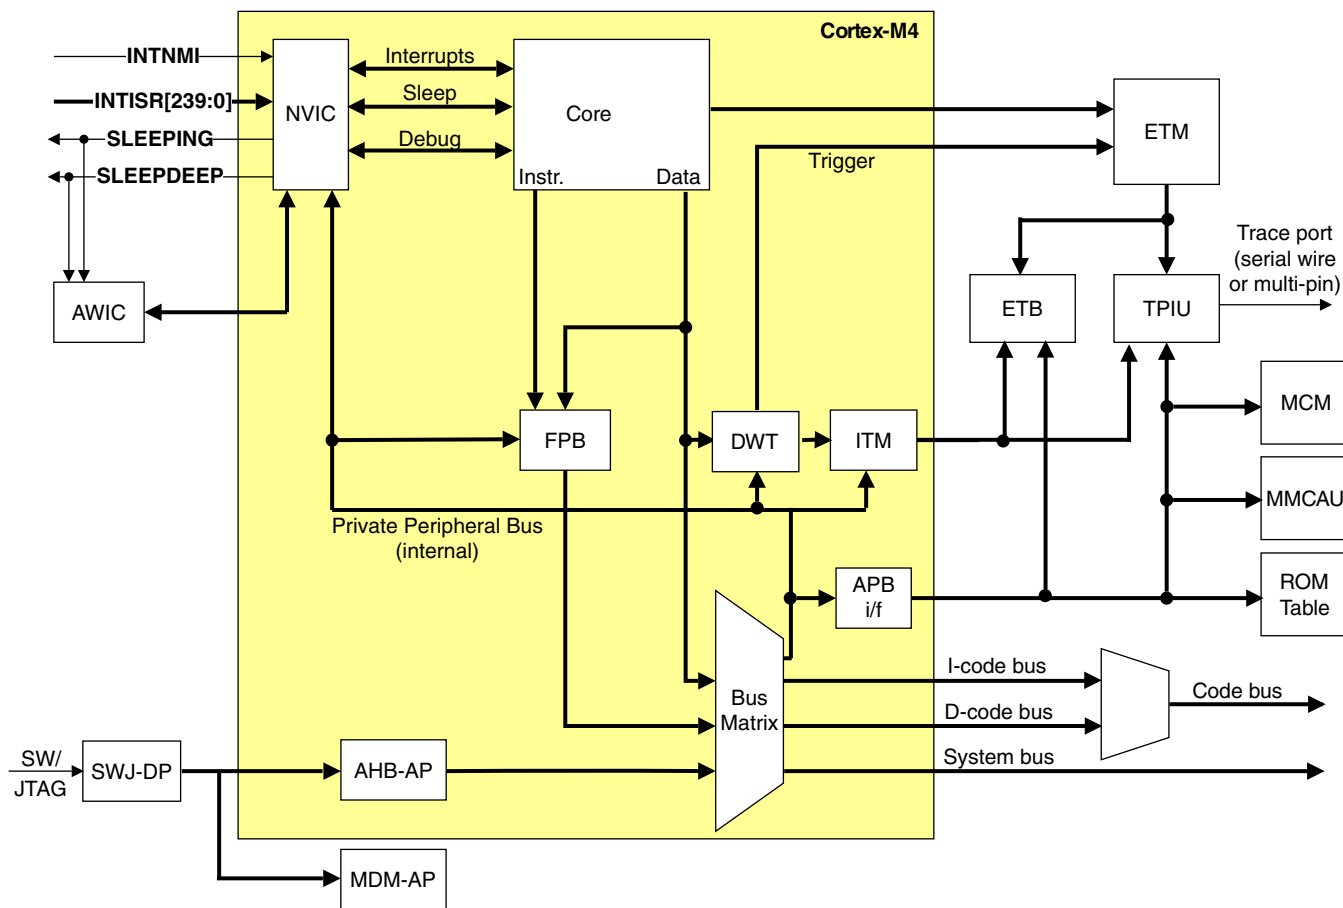 Cortex-M4
INTNMI
INTISR[239:0]
SLEEPING
SLEEPDEEP
NVIC
Interrupts
Sleep
Debug
Core
Instr.
Data
ETM
Trigger
AWIC
ETB
TPIU
Trace port
(serial wire
or multi-pin)
FPB
DWT
ITM
MCM
MMCAU
Private Peripheral Bus
(internal)
APB
i/f
ROM
Table
Bus
Matrix
I-code bus
D-code bus
Code bus
System bus
SW/
JTAG
SWJ-DP
AHB-AP
MDM-AP